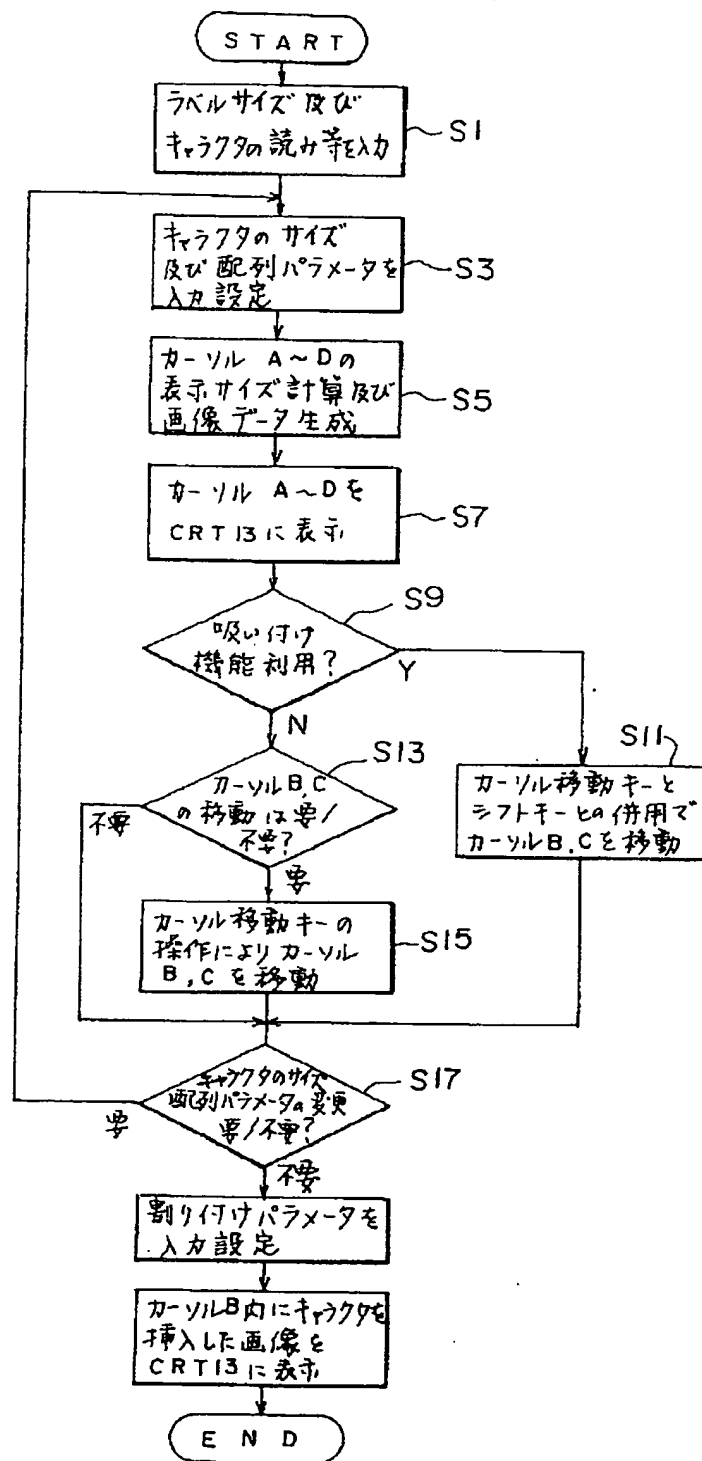 START
ラベルサイズ及び
キャラクタの読み等を入力
S1
キャラクタのサイズ
及び配列パラメータを
入力設定
S3
カーソル A～Dの
表示サイズ計算及び
画像データ生成
S5
カーソル A～Dを
CRT13に表示
S7
S9
吸い付け
機能利用?
Y
N
S13
カーソルB,C
の移動は要/
不要?
不要
要
S11
カーソル移動キーと
シフトキーとの併用で
カーソルB,Cを移動
カーソル移動キーの
操作によりカーソル
B,Cを移動
S15
キャラクタのサイズ
配列パラメータの変更
要/不要?
S17
要
不要
割り付けパラメータを
入力設定
カーソルB内にキャラクタを
挿入した画像を
CRT13に表示
END